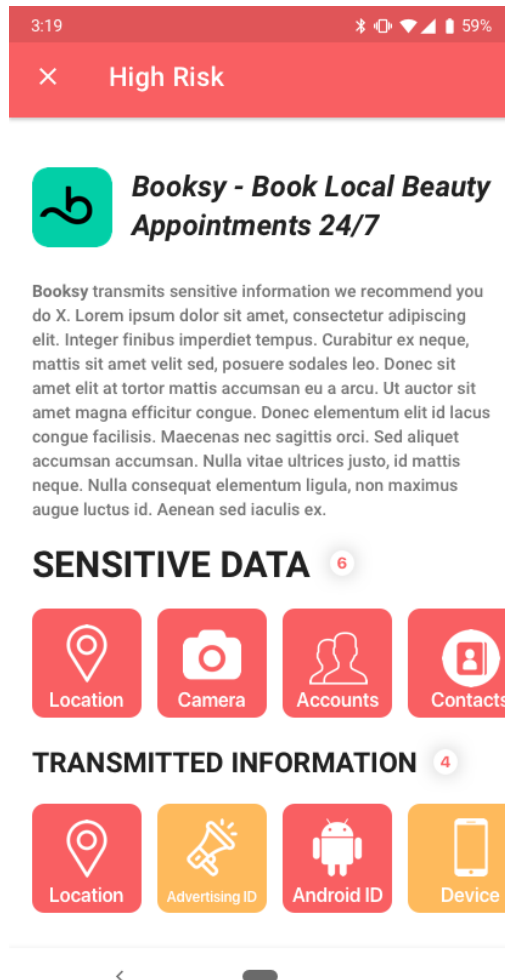 3:19 59%
High Risk
Booksy - Book Local Beauty
Appointments 24/7
Booksy transmits sensitive information we recommend you
do X. Lorem ipsum dolor sit amet, consectetur adipiscing
elit. Integer finibus imperdiet tempus. Curabitur ex neque,
mattis sit amet velit sed, posuere sodales leo. Donec sit
amet elit at tortor mattis accumsan eu a arcu. Ut auctor sit
amet magna efficitur congue. Donec elementum elit id lacus
congue facilisis. Maecenas nec sagittis orci. Sed aliquet
accumsan accumsan. Nulla vitae ultrices justo, id mattis
neque. Nulla consequat elementum ligula, non maximus
augue luctus id. Aenean sed iaculis ex.
SENSITIVE DATA 6
Location Camera Accounts Contacts
TRANSMITTED INFORMATION 4
Location Advertising ID Android ID Device